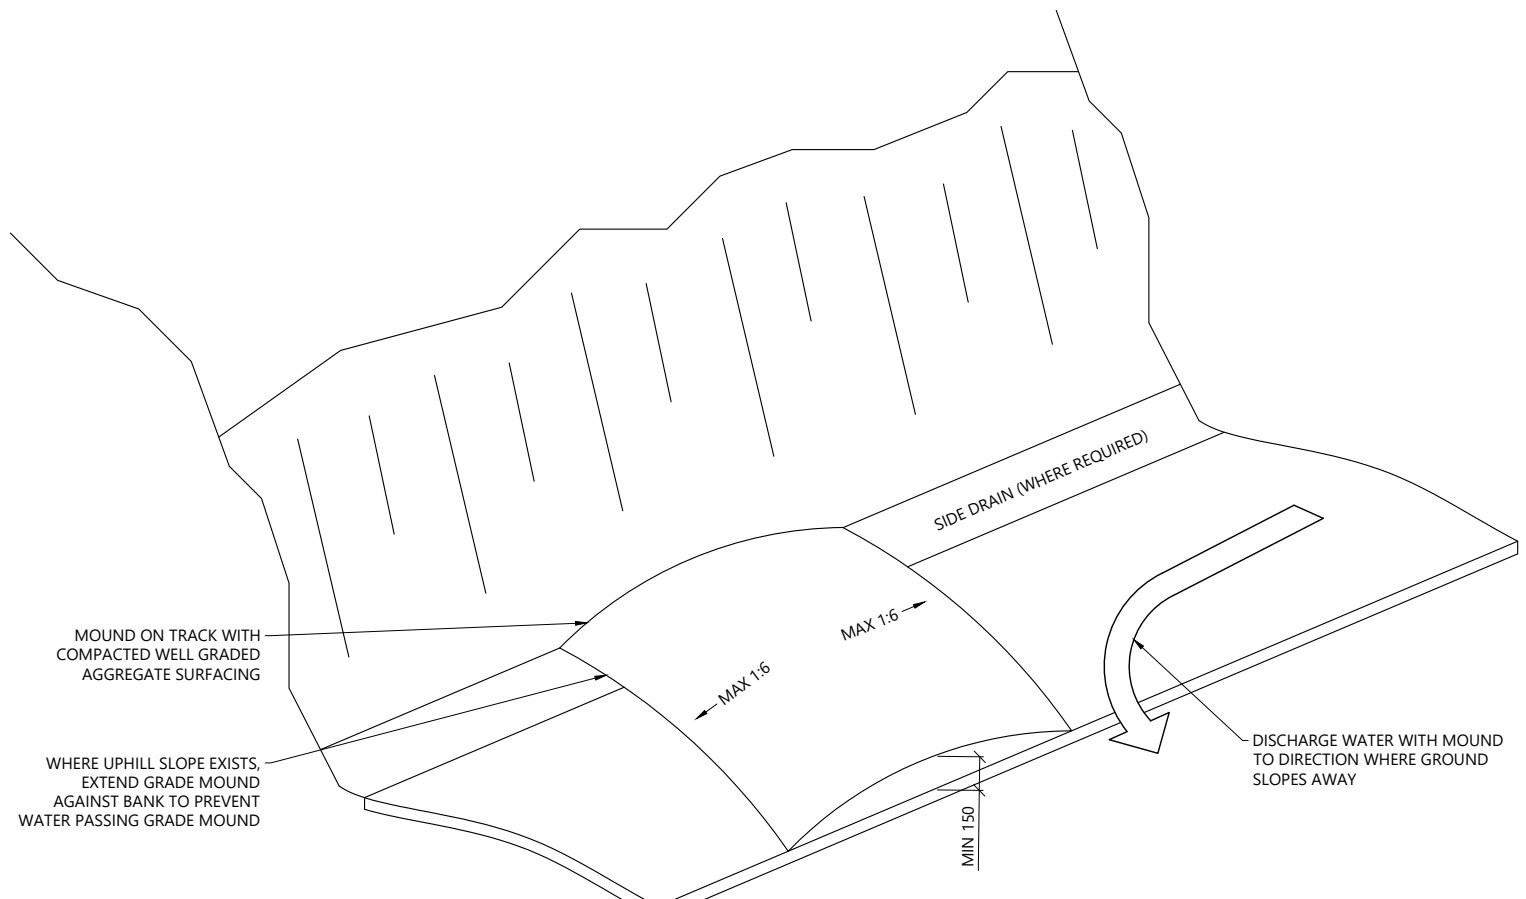 SIDE DRAIN (WHERE REQUIRED)
MAX 1:6
MAX 1:6
MOUND ON TRACK WITH
COMPACTED WELL GRADED
AGGREGATE SURFACING
WHERE UPHILL SLOPE EXISTS,
EXTEND GRADE MOUND
AGAINST BANK TO PREVENT
WATER PASSING GRADE MOUND
DISCHARGE WATER WITH MOUND
TO DIRECTION WHERE GROUND
SLOPES AWAY
MIN 150